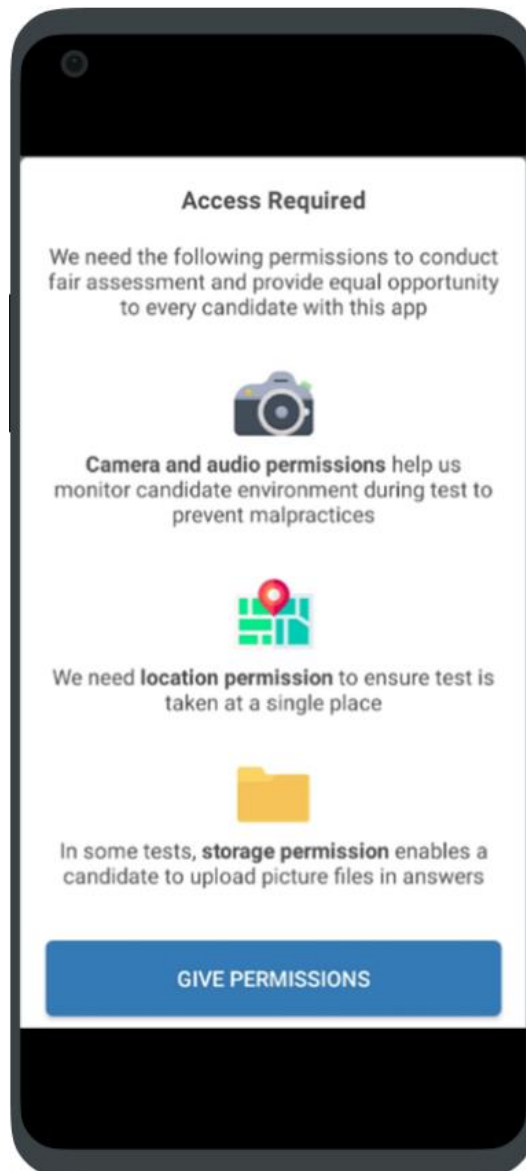 Access Required
We need the following permissions to conduct
fair assessment and provide equal opportunity
to every candidate with this app
Camera and audio permissions help us
monitor candidate environment during test to
prevent malpractices
We need location permission to ensure test is
taken at a single place
In some tests, storage permission enables a
candidate to upload picture files in answers
GIVE PERMISSIONS